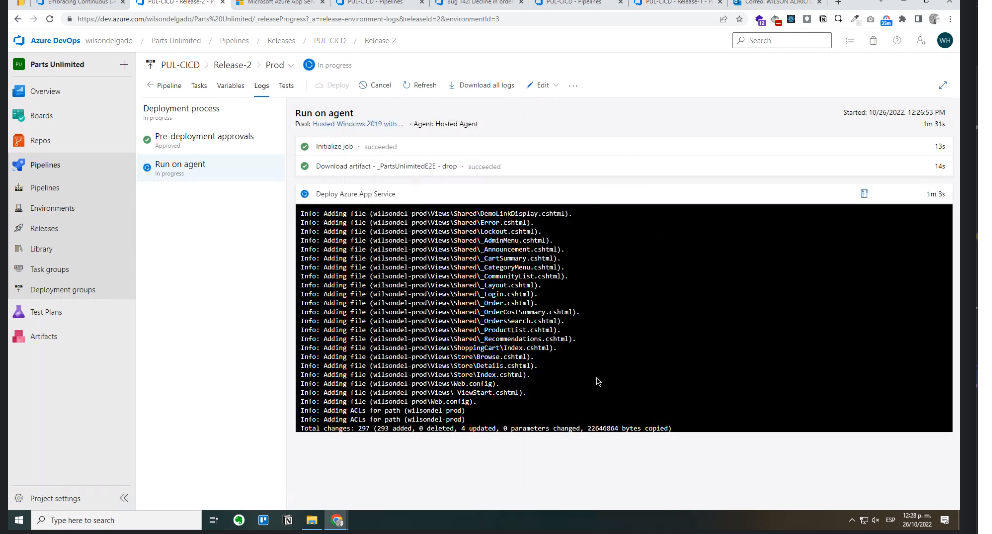 Embracing Continuous D
PUL-CICD - Release-2 - P
Microsoft Azure App Serv
PUL-CICD - Pipelines
Bug 142 Decline in order
PUL-CICD - Pipelines
PUL-CICD - Release-1 - P
Correo: WILSON
https://dev.azure.com/wilsondelgado/Parts%20Unlimited/_releaseProgress?_a=release-environment-logs&releaseId=2&environmentId=3
Azure DevOps
wilsondelgado / Parts Unlimited / Pipelines / Releases / PUL-CICD / Release-2
Search
WH
PU Parts Unlimited
Overview
Boards
Repos
Pipelines
Pipelines
Environments
Releases
Library
Task groups
Deployment groups
Test Plans
Artifacts
Project settings
PUL-CICD > Release-2 > Prod
In progress
Pipeline Tasks Variables Logs Tests
Deploy Cancel Refresh Download all logs Edit
Deployment process
In progress
Pre-deployment approvals
Approved
Run on agent
In progress
Run on agent
Pool: Hosted Windows 2019 with... · Agent: Hosted Agent
Started: 10/26/2022, 12:26:53 PM
1m 31s
Initialize job · succeeded 13s
Download artifact - _PartsUnlimitedE2E - drop · succeeded 14s
Deploy Azure App Service 1m 3s
Info: Adding file (wilsondel-prod\Views\Shared\DemoLinkDisplay.cshtml).
Info: Adding file (wilsondel-prod\Views\Shared\Error.cshtml).
Info: Adding file (wilsondel-prod\Views\Shared\Lockout.cshtml).
Info: Adding file (wilsondel-prod\Views\Shared\_AdminMenu.cshtml).
Info: Adding file (wilsondel-prod\Views\Shared\_Announcement.cshtml).
Info: Adding file (wilsondel-prod\Views\Shared\_CartSummary.cshtml).
Info: Adding file (wilsondel-prod\Views\Shared\_CategoryMenu.cshtml).
Info: Adding file (wilsondel-prod\Views\Shared\_CommunityList.cshtml).
Info: Adding file (wilsondel-prod\Views\Shared\_Layout.cshtml).
Info: Adding file (wilsondel-prod\Views\Shared\_Login.cshtml).
Info: Adding file (wilsondel-prod\Views\Shared\_Order.cshtml).
Info: Adding file (wilsondel-prod\Views\Shared\_OrderCostSummary.cshtml).
Info: Adding file (wilsondel-prod\Views\Shared\_OrdersSearch.cshtml).
Info: Adding file (wilsondel-prod\Views\Shared\_ProductList.cshtml).
Info: Adding file (wilsondel-prod\Views\Shared\_Recommendations.cshtml).
Info: Adding file (wilsondel-prod\Views\ShoppingCart\Index.cshtml).
Info: Adding file (wilsondel-prod\Views\Store\Browse.cshtml).
Info: Adding file (wilsondel-prod\Views\Store\Details.cshtml).
Info: Adding file (wilsondel-prod\Views\Store\Index.cshtml).
Info: Adding file (wilsondel-prod\Views\Web.config).
Info: Adding file (wilsondel-prod\Views\_ViewStart.cshtml).
Info: Adding file (wilsondel-prod\Web.config).
Info: Adding ACLs for path (wilsondel-prod)
Info: Adding ACLs for path (wilsondel-prod)
Total changes: 297 (293 added, 0 deleted, 4 updated, 0 parameters changed, 22646864 bytes copied)
Type here to search
ESP
12:28 p. m.
26/10/2022